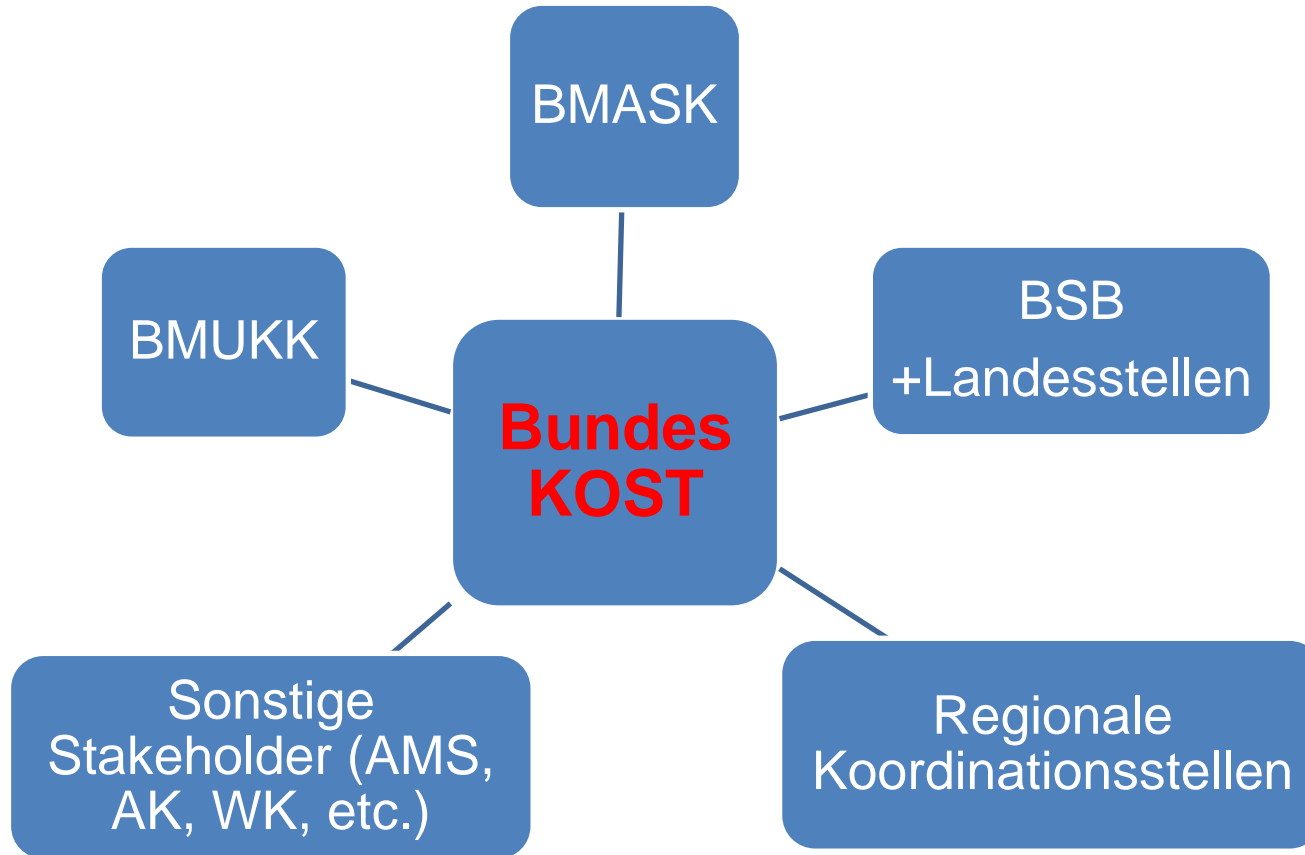 BMASK
BMUKK
BSB
+Landesstellen
Bundes
KOST
Sonstige
Stakeholder (AMS,
AK, WK, etc.)
Regionale
Koordinationsstellen